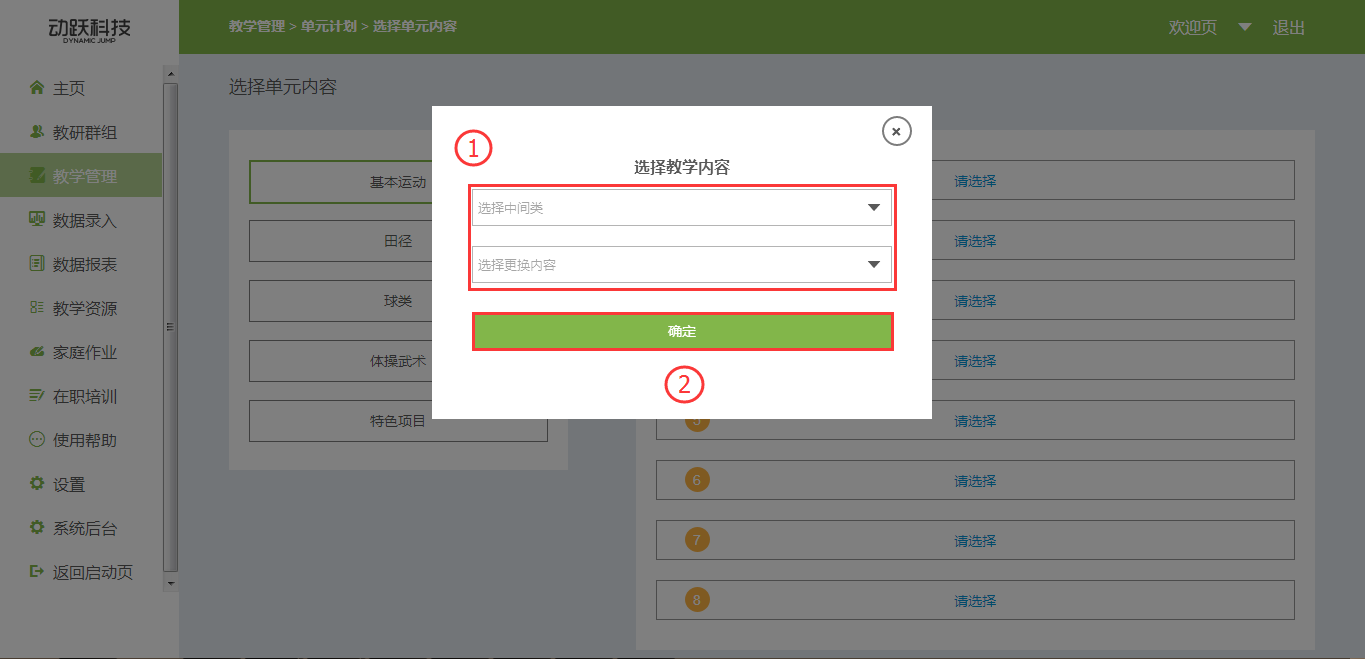 动跃科技
DYNAMIC JUMP
教学管理 > 单元计划 > 选择单元内容
欢迎页
退出
主页
教研群组
教学管理
数据录入
数据报表
教学资源
家庭作业
在职培训
使用帮助
设置
系统后台
返回启动页
选择单元内容
基本运动
田径
球类
体操武术
特色项目
1
选择教学内容
选择中间类
选择更换内容
确定
2
请选择
请选择
请选择
请选择
5 请选择
6 请选择
7 请选择
8 请选择